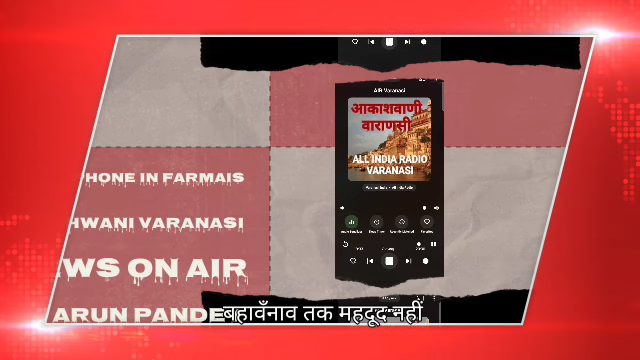 AIR Varanasi
आकाशवाणी
वाराणसी
ALL INDIA RADIO
VARANASI
HONE IN FARMAIS
HWANI VARANASI
WS ON AIR
ARUN PANDE
बहावँनाव तक महदूद नहीं